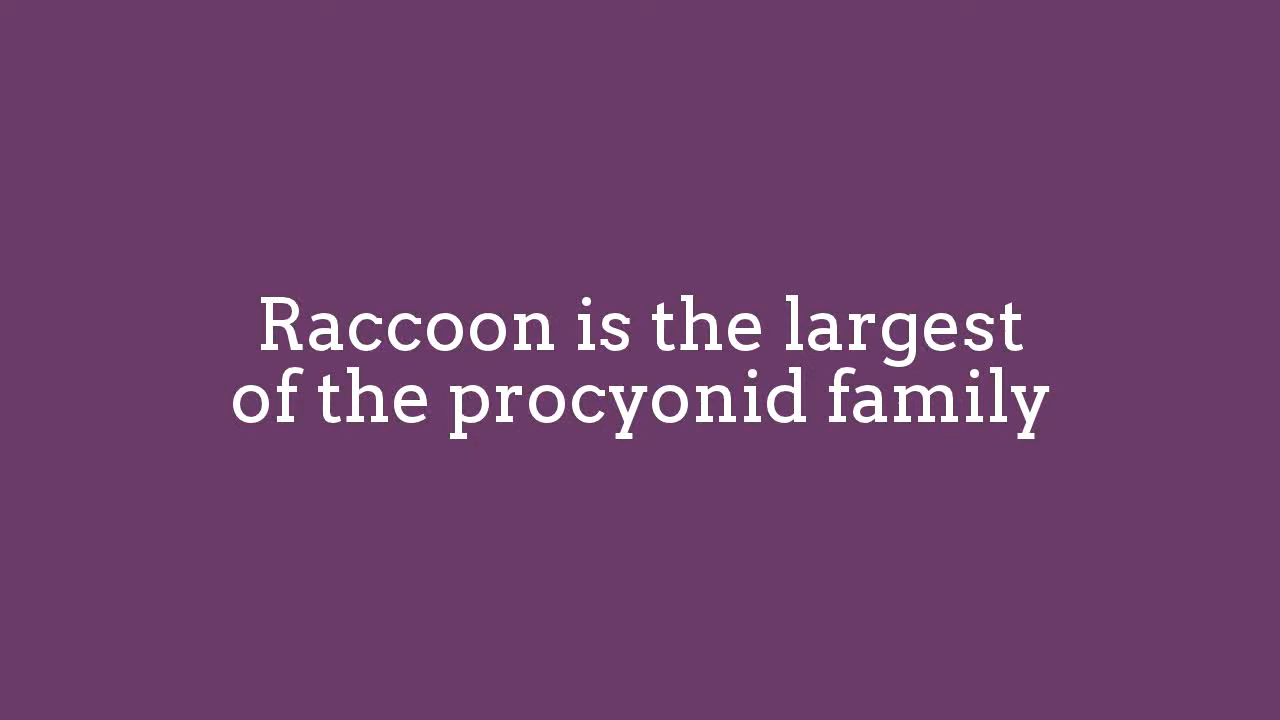 Raccoon is the largest
of the procyonid family